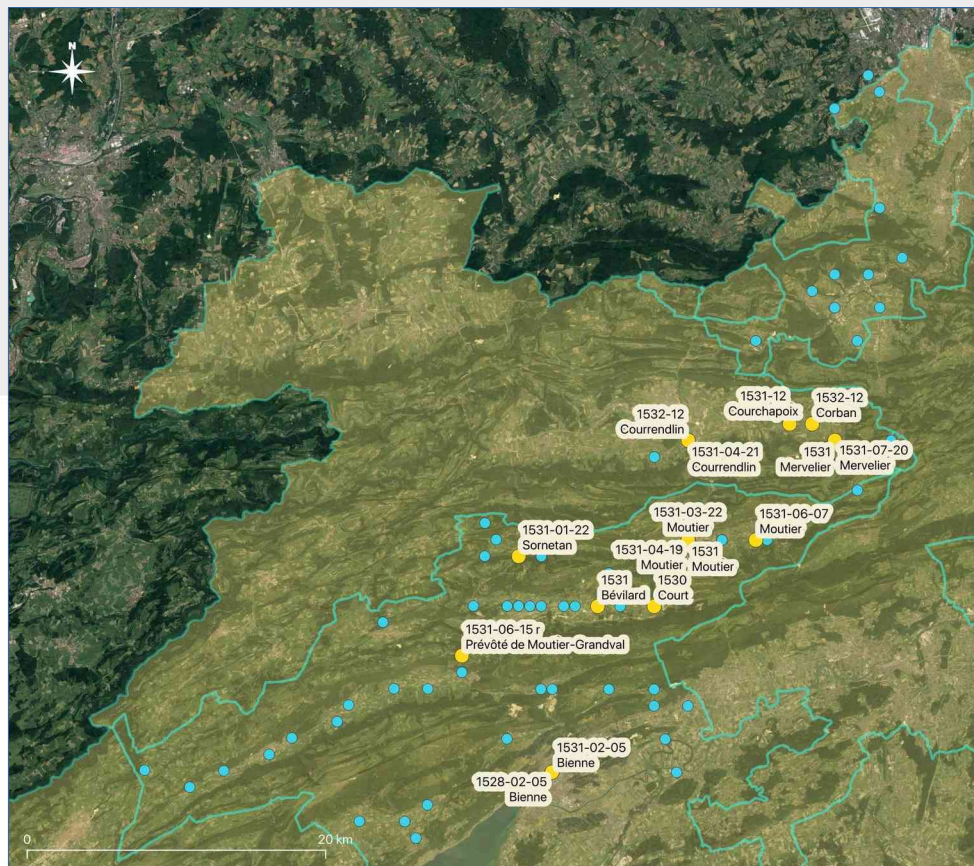 N
1531-12
Courchapoix
1532-12
Corban
1532-12
Courrendlin
1531-04-21
Courrendlin
1531
Mervelier
1531-07-20
Mervelier
1531-01-22
Sornetan
1531-03-22
Moutier
1531-06-07
Moutier
1531-04-19
Moutier
1531
Moutier
1531
Bévilard
1530
Court
1531-06-15 r
Prévôté de Moutier-Grandval
1531-02-05
Bienne
1528-02-05
Bienne
0
20 km